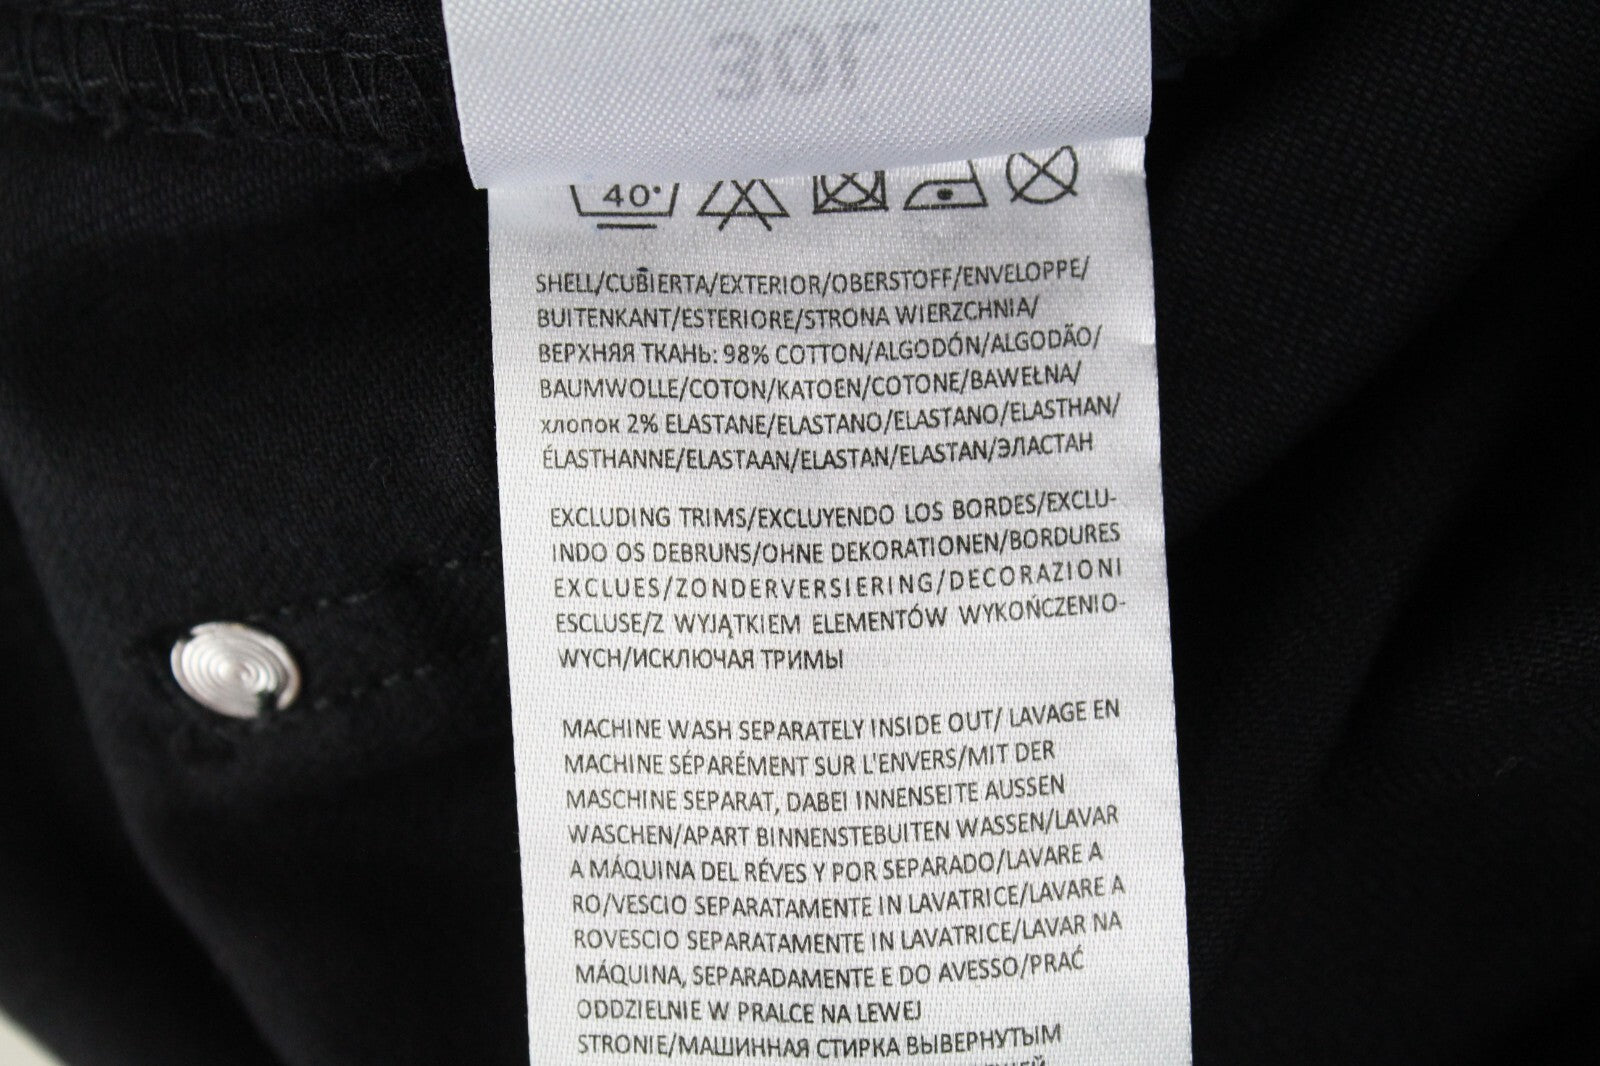 30Г
40°
SHELL/CUBIERTA/EXTERIOR/OBERSTOFF/ENVELOPPE/
BUITENKANT/ESTERIORE/STRONA WIERZCHNIA/
ВЕРХНЯЯ ТКАНЬ: 98% COTTON/ALGODÓN/ALGODÃO/
BAUMWOLLE/COTON/KATOEN/COTONE/BAWEŁNA/
хлопок 2% ELASTANE/ELASTANO/ELASTANO/ELASTHAN/
ÉLASTHANNE/ELASTAAN/ELASTAN/ELASTAN/ЭЛАСТАН
EXCLUDING TRIMS/EXCLUYENDO LOS BORDES/EXCLU-
INDO OS DEBRUNS/OHNE DEKORATIONEN/BORDURES
EXCLUES/ZONDERVERSIERING/DECORAZIONI
ESCLUSE/Z WYJĄTKIEM ELEMENTÓW WYKOŃCZENIO-
WYCH/ИСКЛЮЧАЯ ТРИМЫ
MACHINE WASH SEPARATELY INSIDE OUT/ LAVAGE EN
MACHINE SÉPARÉMENT SUR L'ENVERS/MIT DER
MASCHINE SEPARAT, DABEI INNENSEITE AUSSEN
WASCHEN/APART BINNENSTEBUITEN WASSEN/LAVAR
A MÁQUINA DEL RÉVES Y POR SEPARADO/LAVARE A
RO/VESCIO SEPARATAMENTE IN LAVATRICE/LAVARE A
ROVESCIO SEPARATAMENTE IN LAVATRICE/LAVAR NA
MÁQUINA, SEPARADAMENTE E DO AVESSO/PRAĆ
ODDZIELNIE W PRALCE NA LEWEJ
STRONIE/МАШИННАЯ СТИРКА ВЫВЕРНУТЫМ